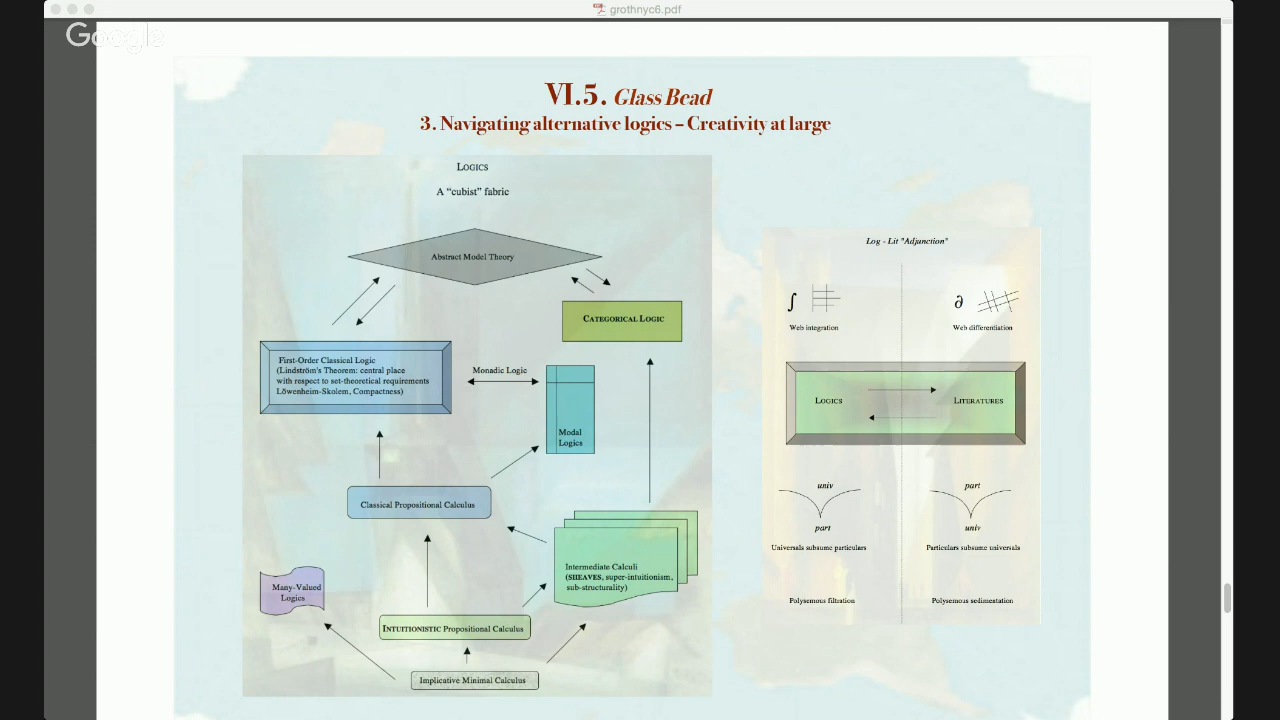 grothnyc6.pdf
Google
VI.5. Glass Bead
3. Navigating alternative logics – Creativity at large
LOGICS
A “cubist” fabric
Abstract Model Theory
CATEGORICAL LOGIC
First-Order Classical Logic
(Lindström's Theorem: central place
with respect to set-theoretical requirements
Löwenheim-Skolem, Compactness)
Monadic Logic
Modal
Logics
Classical Propositional Calculus
Intermediate Calculi
(SHEAVES, super-intuitionism,
sub-structurality)
Many-Valued
Logics
INTUITIONISTIC Propositional Calculus
Implicative Minimal Calculus
Log - Lit "Adjunction"
∫
∂
Web integration
Web differentiation
LOGICS
LITERATURES
univ
part
part
univ
Universals subsume particulars
Particulars subsume universals
Polysemous filtration
Polysemous sedimentation